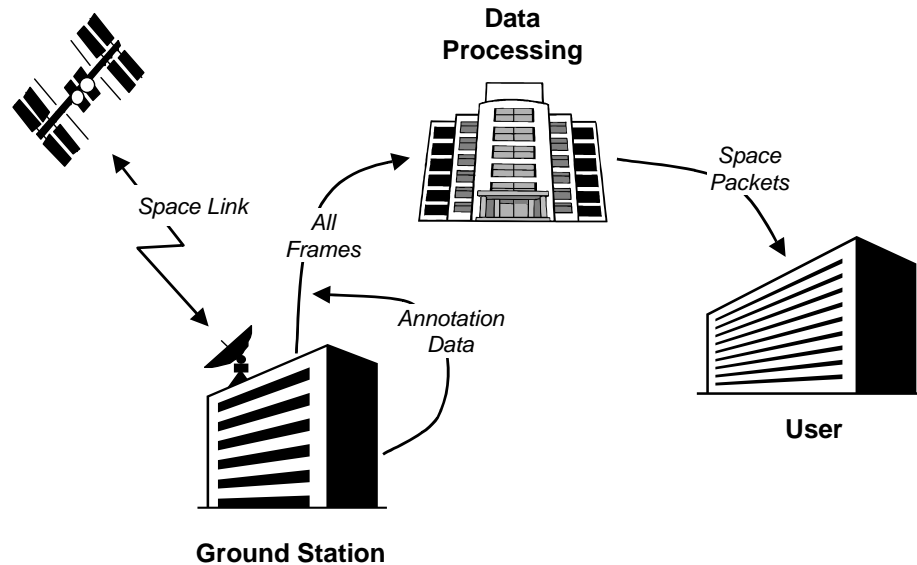 Data
Processing
Space Link
All
Frames
Space
Packets
Annotation
Data
User
Ground Station